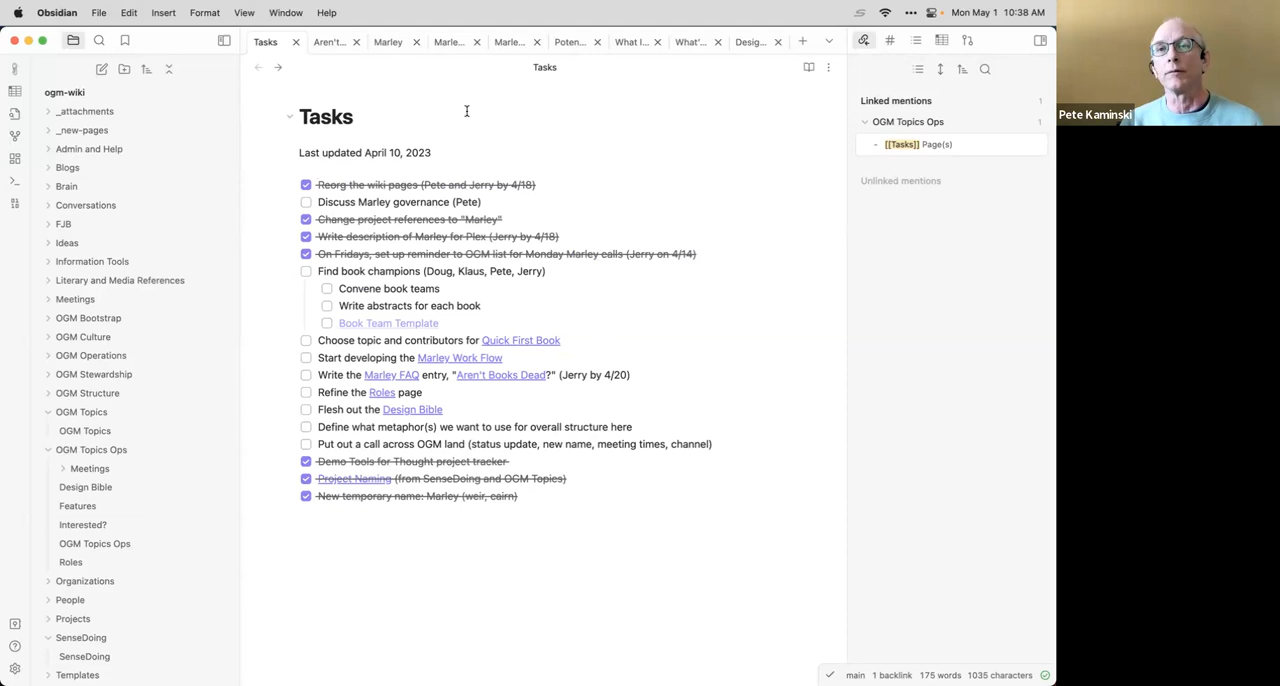 Obsidian File Edit Insert Format View Window Help
Mon May 1 10:38 AM
Tasks
Aren't...
Marley
Marle...
Marle...
Poten...
What I...
What'...
Desig...
Tasks
ogm-wiki
_attachments
_new-pages
Admin and Help
Blogs
Brain
Conversations
FJB
Ideas
Information Tools
Literary and Media References
Meetings
OGM Bootstrap
OGM Culture
OGM Operations
OGM Stewardship
OGM Structure
OGM Topics
OGM Topics
OGM Topics Ops
Meetings
Design Bible
Features
Interested?
OGM Topics Ops
Roles
Organizations
People
Projects
SenseDoing
SenseDoing
Templates
Tasks
Last updated April 10, 2023
Reorg the wiki pages (Pete and Jerry by 4/18)
Discuss Marley governance (Pete)
Change project references to "Marley"
Write description of Marley for Plex (Jerry by 4/18)
On Fridays, set up reminder to OGM list for Monday Marley calls (Jerry on 4/14)
Find book champions (Doug, Klaus, Pete, Jerry)
Convene book teams
Write abstracts for each book
Book Team Template
Choose topic and contributors for Quick First Book
Start developing the Marley Work Flow
Write the Marley FAQ entry, "Aren't Books Dead?" (Jerry by 4/20)
Refine the Roles page
Flesh out the Design Bible
Define what metaphor(s) we want to use for overall structure here
Put out a call across OGM land (status update, new name, meeting times, channel)
Demo Tools for Thought project tracker
Project Naming (from SenseDoing and OGM Topics)
New temporary name: Marley (weir, cairn)
Linked mentions 1
OGM Topics Ops 1
- [[Tasks]] Page(s)
Unlinked mentions
main 1 backlink 175 words 1035 characters
Pete Kaminski